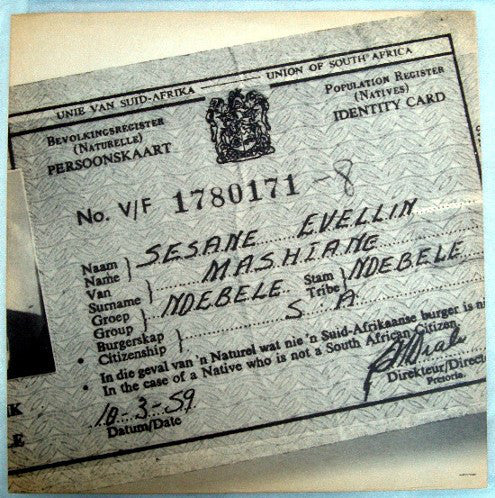 UNIE VAN SUID-AFRIKA
UNION OF SOUTH AFRICA
BEVOLKINGSREGISTER
(NATURELLE)
PERSOONSKAART
POPULATION REGISTER
(NATIVES)
IDENTITY CARD
No. V/F 1780171-8
Naam
Name
SESANE EVELLIN
Van
Surname
MASHIANE
Groep
Group
NDEBELE
Stam
Tribe
NDEBELE
Burgerskap
Citizenship
S A
• In die geval van 'n Naturel wat nie 'n Suid-Afrikaanse burger is ni
• In the case of a Native who is not a South African Citizen.
10-3-59
Datum/Date
Direkteur/Direc
Pretoria